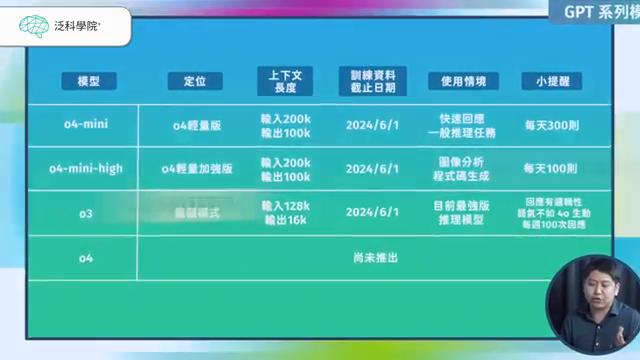 泛科學院
GPT 系列模
模型 定位 上下文長度 訓練資料截止日期 使用情境 小提醒
o4-mini o4輕量版 輸入200k 輸出100k 2024/6/1 快速回應 一般推理任務 每天300則
o4-mini-high o4輕量加強版 輸入200k 輸出100k 2024/6/1 圖像分析 程式碼生成 每天100則
o3 輸入128k 輸出16k 2024/6/1 目前最強版 推理模型 回應有邏輯性 語氣不如 4o 生動 每週100次回應
o4 尚未推出